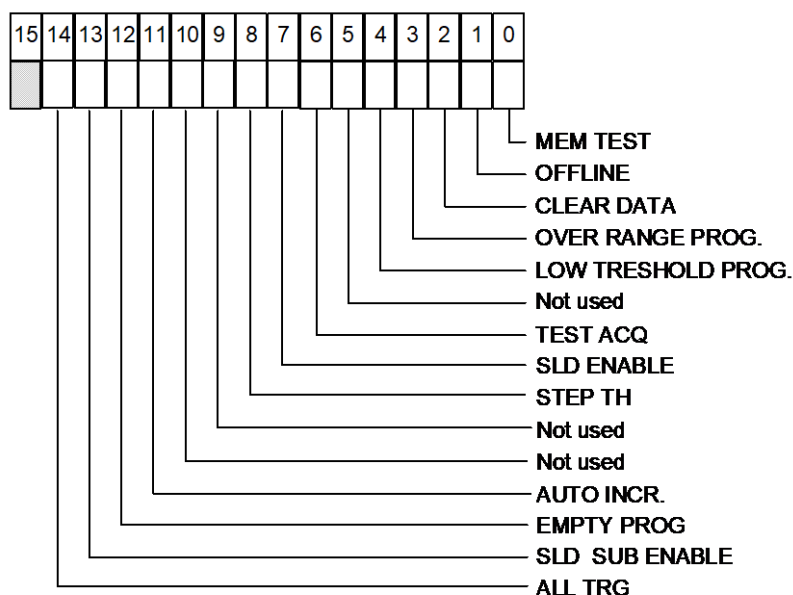 15 14 13 12 11 10 9 8 7 6 5 4 3 2 1 0
MEM TEST
OFFLINE
CLEAR DATA
OVER RANGE PROG.
LOW TRESHOLD PROG.
Not used
TEST ACQ
SLD ENABLE
STEP TH
Not used
Not used
AUTO INCR.
EMPTY PROG
SLD SUB ENABLE
ALL TRG